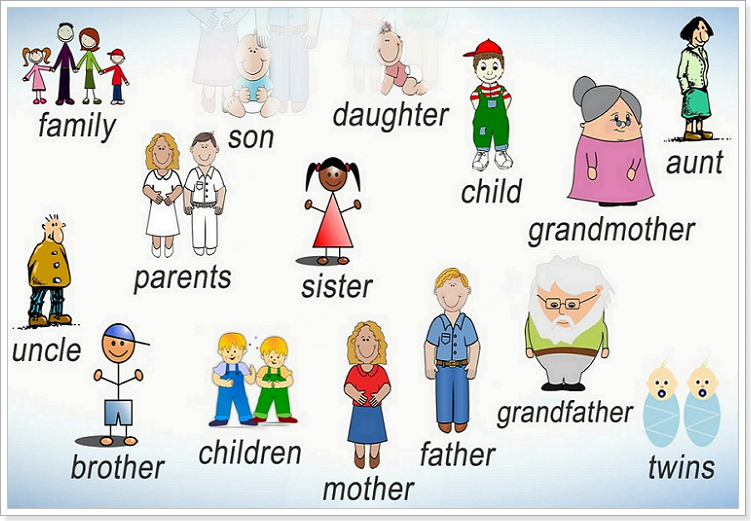 family
son
daughter
child
aunt
grandmother
parents
sister
uncle
brother
children
mother
father
grandfather
twins